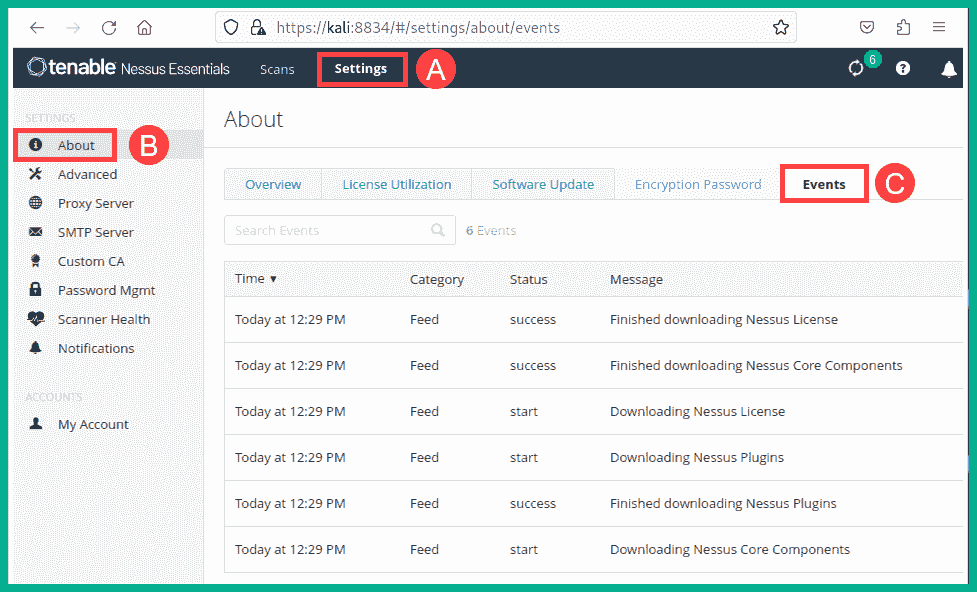 https://kali:8834/#/settings/about/events
tenable Nessus Essentials Scans Settings A 6 ?
SETTINGS
About B
Advanced
Proxy Server
SMTP Server
Custom CA
Password Mgmt
Scanner Health
Notifications
ACCOUNTS
My Account
About
Overview License Utilization Software Update Encryption Password Events C
Search Events 6 Events
Time ▼ Category Status Message
Today at 12:29 PM Feed success Finished downloading Nessus License
Today at 12:29 PM Feed success Finished downloading Nessus Core Components
Today at 12:29 PM Feed start Downloading Nessus License
Today at 12:29 PM Feed start Downloading Nessus Plugins
Today at 12:29 PM Feed success Finished downloading Nessus Plugins
Today at 12:29 PM Feed start Downloading Nessus Core Components